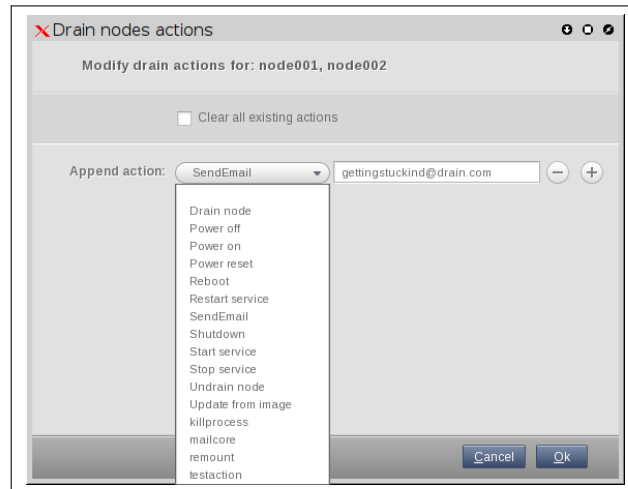 Drain nodes actions
Modify drain actions for: node001, node002
Clear all existing actions
Append action: SendEmail gettingstuckind@drain.com
Drain node
Power off
Power on
Power reset
Reboot
Restart service
SendEmail
Shutdown
Start service
Stop service
Undrain node
Update from image
killprocess
mailcore
remount
testaction
Cancel Ok